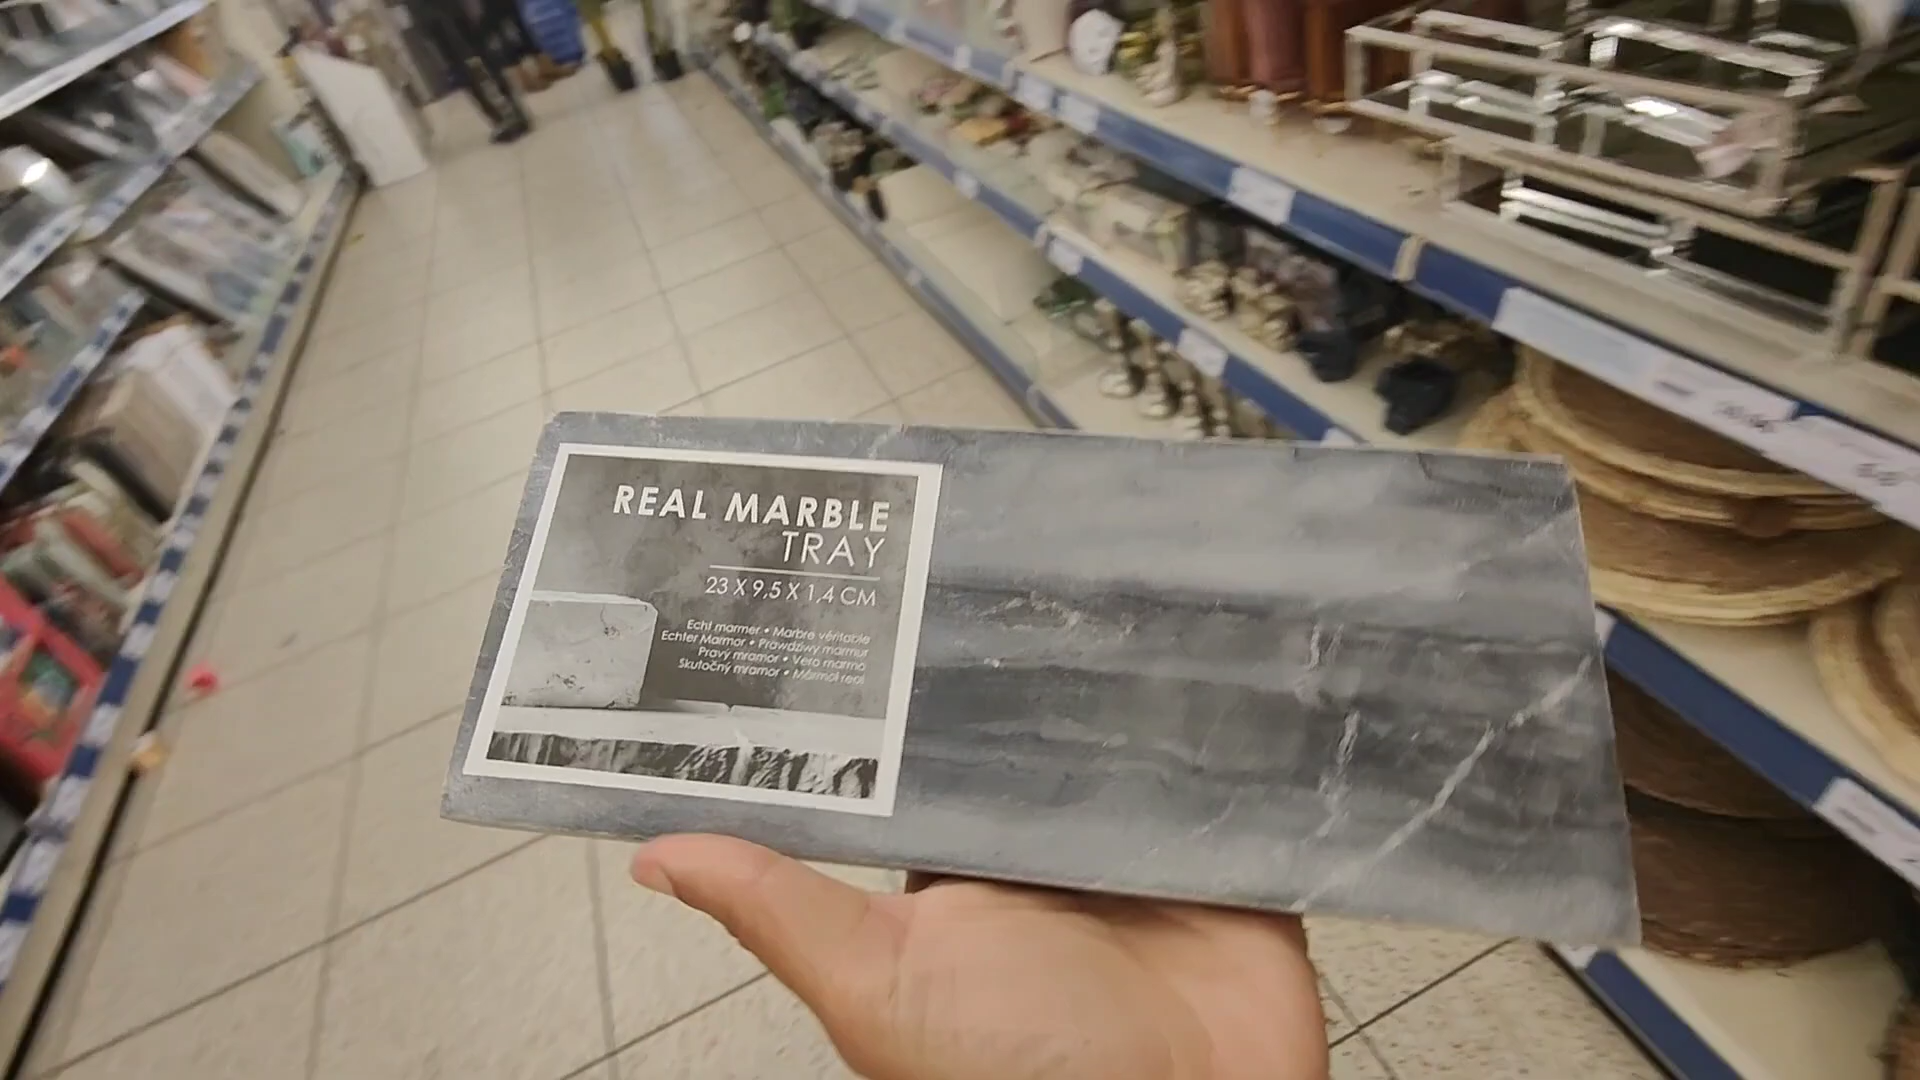 REAL MARBLE
TRAY
23 X 9,5 X 1,4 CM
Echt marmer • Marbre véritable
Echter Marmor • Prawdziwy marmur
Pravý mramor • Vero marmo
Skutočný mramor • Mármol real